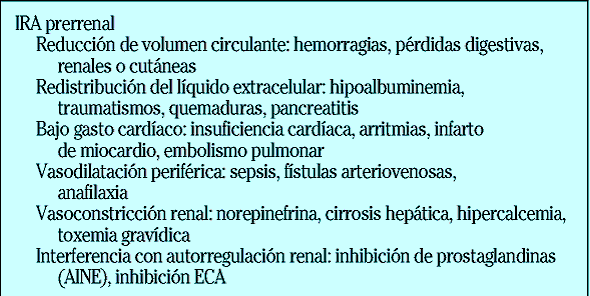 IRA prerrenal
Reducción de volumen circulante: hemorragias, pérdidas digestivas,
renales o cutáneas
Redistribución del líquido extracelular: hipoalbuminemia,
traumatismos, quemaduras, pancreatitis
Bajo gasto cardíaco: insuficiencia cardíaca, arritmias, infarto
de miocardio, embolismo pulmonar
Vasodilatación periférica: sepsis, fístulas arteriovenosas,
anafilaxia
Vasoconstricción renal: norepinefrina, cirrosis hepática, hipercalcemia,
toxemia gravídica
Interferencia con autorregulación renal: inhibición de prostaglandinas
(AINE), inhibición ECA